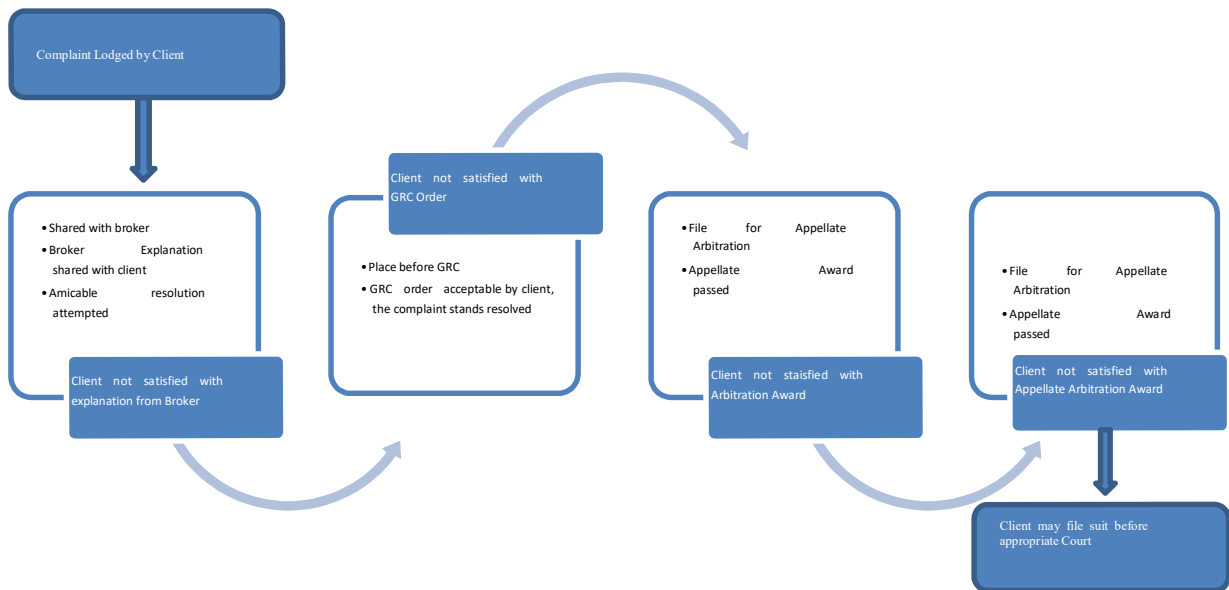 Complaint Lodged by Client
• Shared with broker
• Broker Explanation
shared with client
• Amicable resolution
attempted
Client not satisfied with
explanation from Broker
Client not satisfied with
GRC Order
• Place before GRC
• GRC order acceptable by client,
the complaint stands resolved
• File for Appellate
Arbitration
• Appellate Award
passed
Client not staisfied with
Arbitration Award
• File for Appellate
Arbitration
• Appellate Award
passed
Client not satisfied with
Appellate Arbitration Award
Client may file suit before
appropriate Court